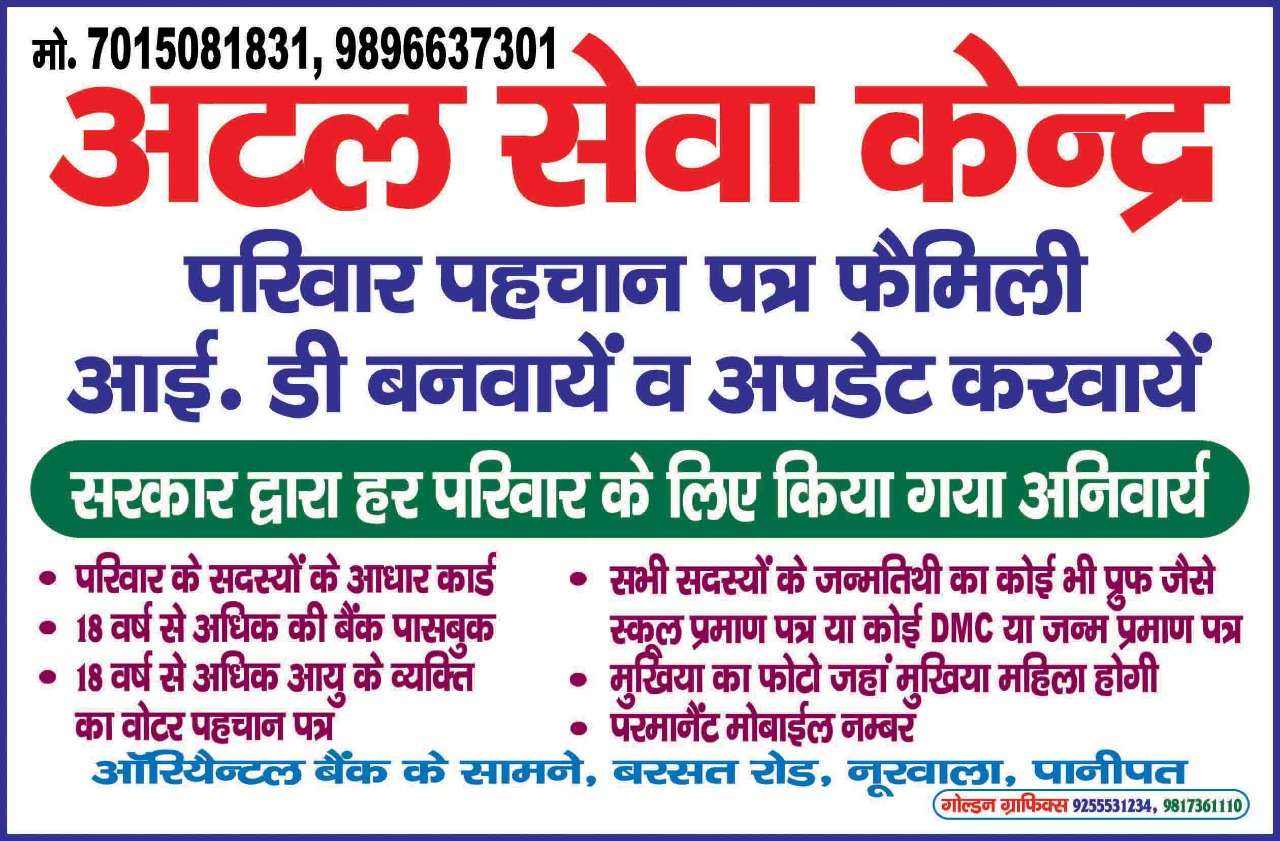 मो. 7015081831, 9896637301
अटल सेवा केन्द्र
परिवार पहचान पत्र फैमिली
आई. डी बनवायें व अपडेट करवायें
सरकार द्वारा हर परिवार के लिए किया गया अनिवार्य
• परिवार के सदस्यों के आधार कार्ड
• 18 वर्ष से अधिक की बैंक पासबुक
• 18 वर्ष से अधिक आयु के व्यक्ति
का वोटर पहचान पत्र
• सभी सदस्यों के जन्मतिथी का कोई भी प्रुफ जैसे
स्कूल प्रमाण पत्र या कोई DMC या जन्म प्रमाण पत्र
• मुखिया का फोटो जहां मुखिया महिला होगी
• परमानैंट मोबाईल नम्बर
ऑरियैन्टल बैंक के सामने, बरसत रोड, नूरवाला, पानीपत
गोल्डन ग्राफिक्स 9255531234, 9817361110